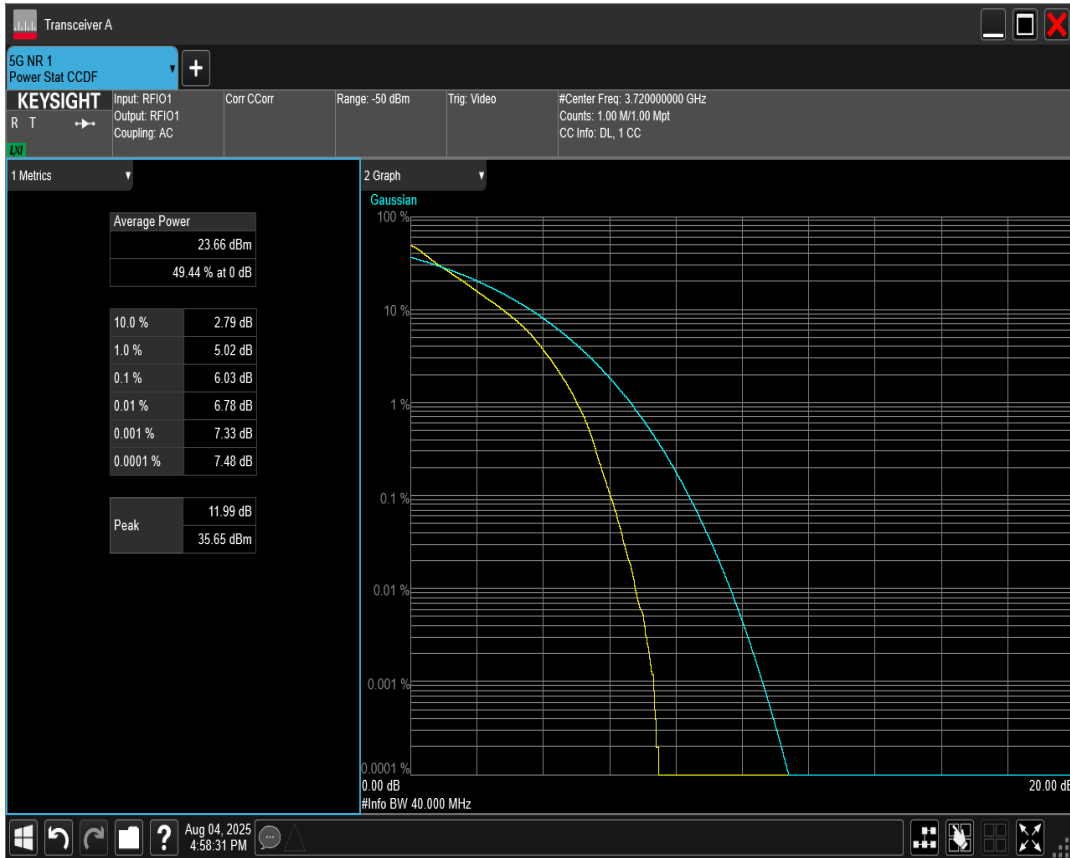 Transceiver A
5G NR 1
Power Stat CCDF
+
KEYSIGHT
R T
LXI
Input: RFIO1
Output: RFIO1
Coupling: AC
Corr CCorr
Range: -50 dBm
Trig: Video
#Center Freq: 3.720000000 GHz
Counts: 1.00 M/1.00 Mpt
CC Info: DL, 1 CC
1 Metrics
Average Power
23.66 dBm
49.44 % at 0 dB
10.0 % 2.79 dB
1.0 % 5.02 dB
0.1 % 6.03 dB
0.01 % 6.78 dB
0.001 % 7.33 dB
0.0001 % 7.48 dB
Peak
11.99 dB
35.65 dBm
2 Graph
Gaussian
100 %
10 %
1 %
0.1 %
0.01 %
0.001 %
0.0001 %
0.00 dB 20.00 dB
#Info BW 40.000 MHz
? Aug 04, 2025
4:58:31 PM